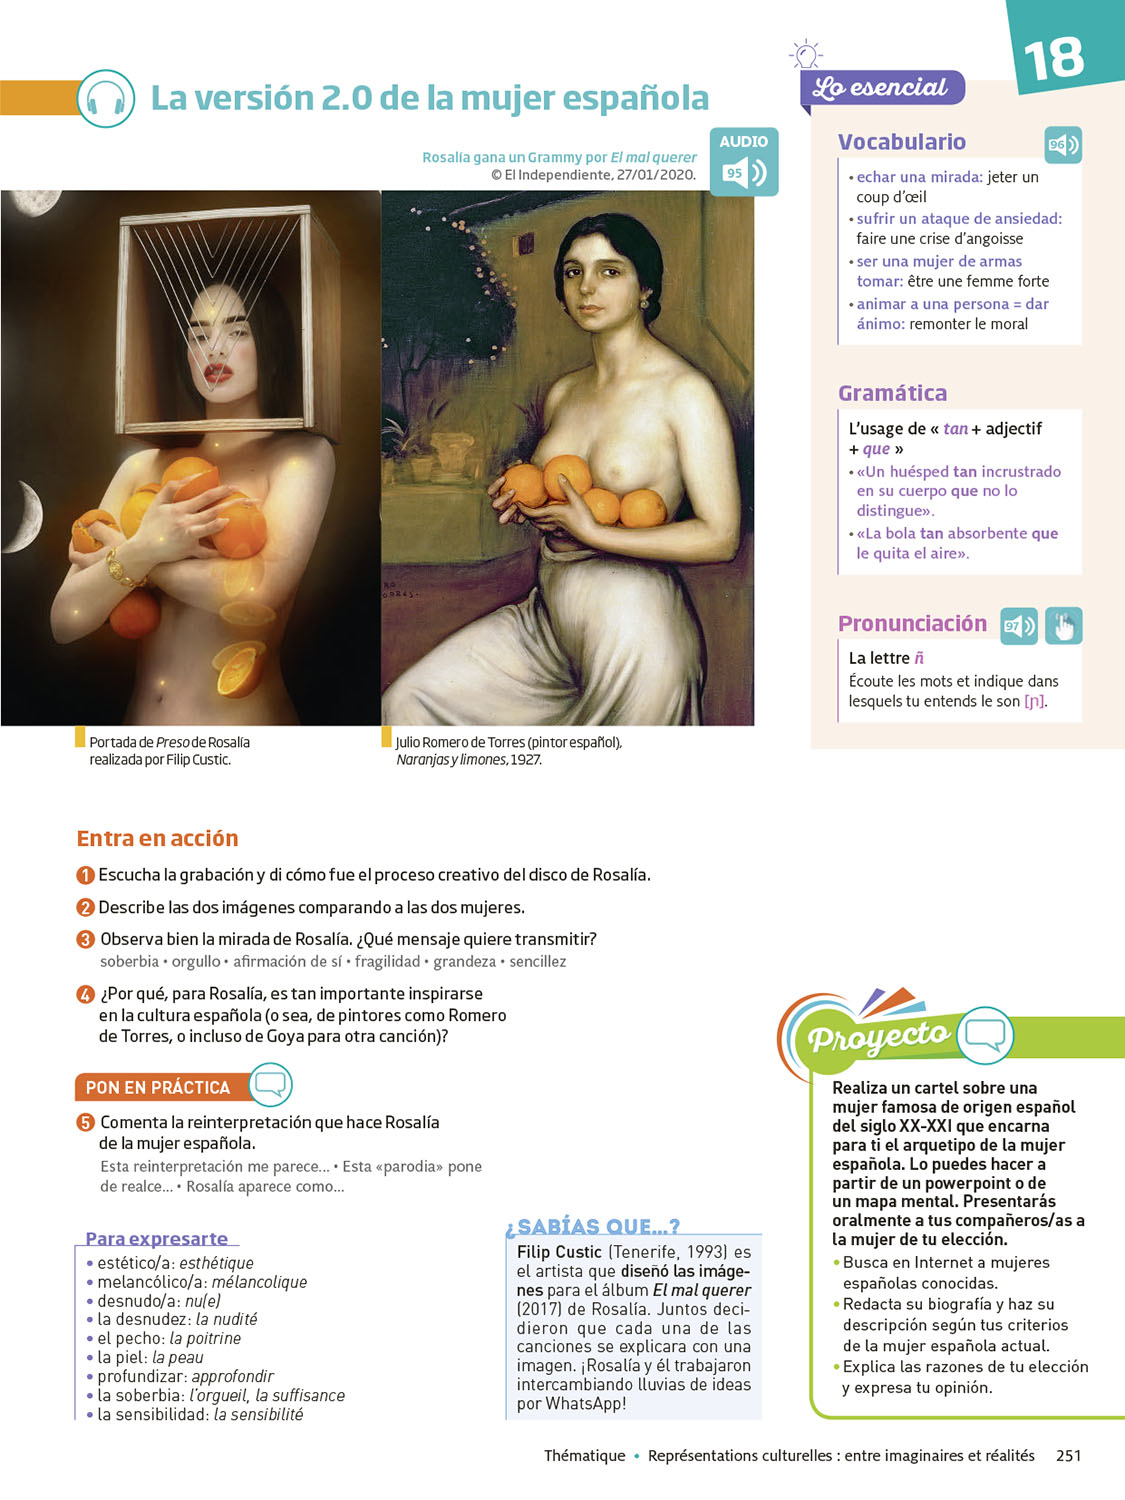 18
La versión 2.0 de la mujer española
Rosalía gana un Grammy por El mal querer
© El Independiente, 27/01/2020.
AUDIO
95
Portada de Preso de Rosalía
realizada por Filip Custic.
Julio Romero de Torres (pintor español),
Naranjas y limones, 1927.
Lo esencial
Vocabulario
96
• echar una mirada: jeter un
coup d’œil
• sufrir un ataque de ansiedad:
faire une crise d’angoisse
• ser una mujer de armas
tomar: être une femme forte
• animar a una persona = dar
ánimo: remonter le moral
Gramática
L’usage de « tan + adjectif
+ que »
• «Un huésped tan incrustrado
en su cuerpo que no lo
distingue».
• «La bola tan absorbente que
le quita el aire».
Pronunciación
97
La lettre ñ
Écoute les mots et indique dans
lesquels tu entends le son [ɲ].
Entra en acción
1 Escucha la grabación y di cómo fue el proceso creativo del disco de Rosalía.
2 Describe las dos imágenes comparando a las dos mujeres.
3 Observa bien la mirada de Rosalía. ¿Qué mensaje quiere transmitir?
soberbia • orgullo • afirmación de sí • fragilidad • grandeza • sencillez
4 ¿Por qué, para Rosalía, es tan importante inspirarse
en la cultura española (o sea, de pintores como Romero
de Torres, o incluso de Goya para otra canción)?
PON EN PRÁCTICA
5 Comenta la reinterpretación que hace Rosalía
de la mujer española.
Esta reinterpretación me parece... • Esta «parodia» pone
de realce... • Rosalía aparece como...
Para expresarte
• estético/a: esthétique
• melancólico/a: mélancolique
• desnudo/a: nu(e)
• la desnudez: la nudité
• el pecho: la poitrine
• la piel: la peau
• profundizar: approfondir
• la soberbia: l’orgueil, la suffisance
• la sensibilidad: la sensibilité
¿SABÍAS QUE...?
Filip Custic (Tenerife, 1993) es
el artista que diseñó las imáge-
nes para el álbum El mal querer
(2017) de Rosalía. Juntos deci-
dieron que cada una de las
canciones se explicara con una
imagen. ¡Rosalía y él trabajaron
intercambiando lluvias de ideas
por WhatsApp!
Proyecto
Realiza un cartel sobre una
mujer famosa de origen español
del siglo XX-XXI que encarna
para ti el arquetipo de la mujer
española. Lo puedes hacer a
partir de un powerpoint o de
un mapa mental. Presentarás
oralmente a tus compañeros/as a
la mujer de tu elección.
• Busca en Internet a mujeres
españolas conocidas.
• Redacta su biografía y haz su
descripción según tus criterios
de la mujer española actual.
• Explica las razones de tu elección
y expresa tu opinión.
Thématique • Représentations culturelles : entre imaginaires et réalités 251